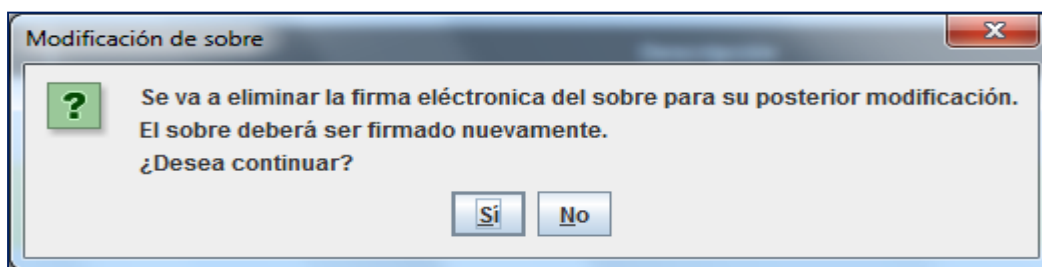 Modificación de sobre
Se va a eliminar la firma eléctronica del sobre para su posterior modificación.
El sobre deberá ser firmado nuevamente.
¿Desea continuar?
Sí
No